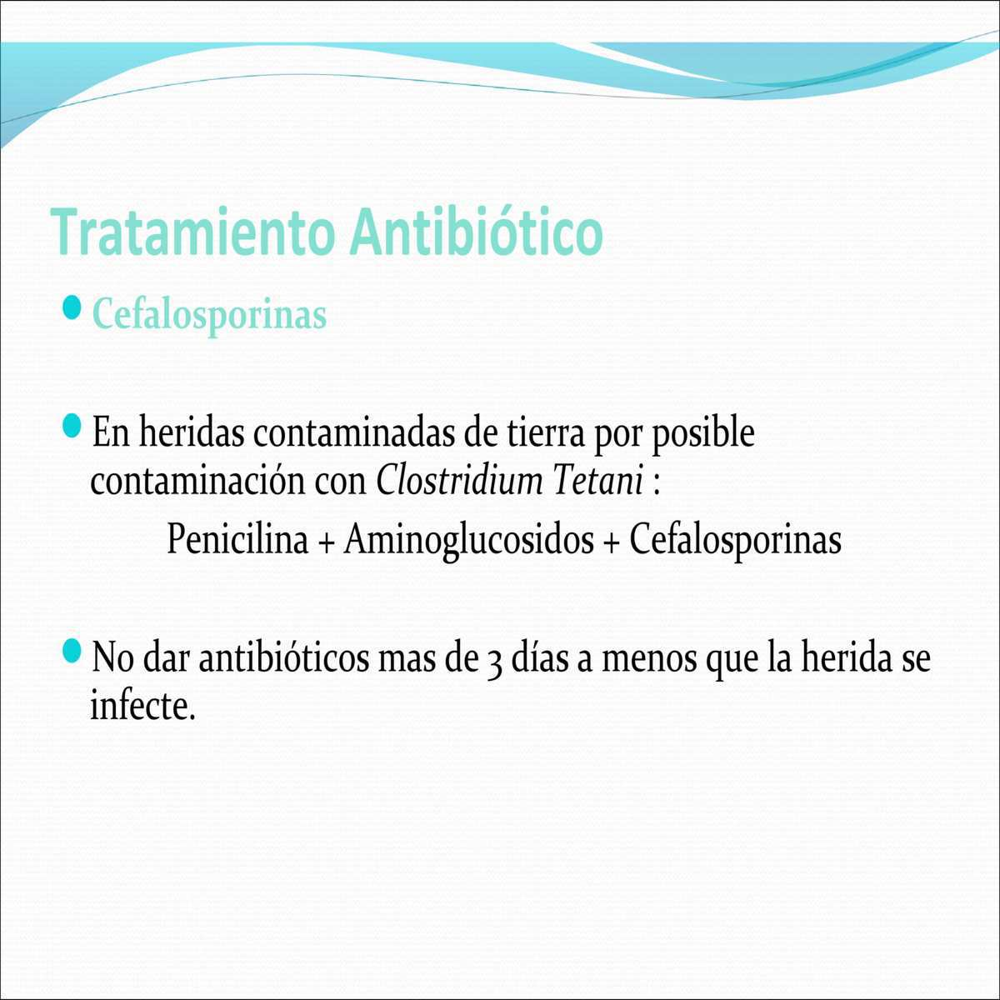 Tratamiento Antibiótico
Cefalosporinas
En heridas contaminadas de tierra por posible
contaminación con Clostridium Tetani :
Penicilina + Aminoglucosidos + Cefalosporinas
No dar antibióticos mas de 3 días a menos que la herida se
infecte.